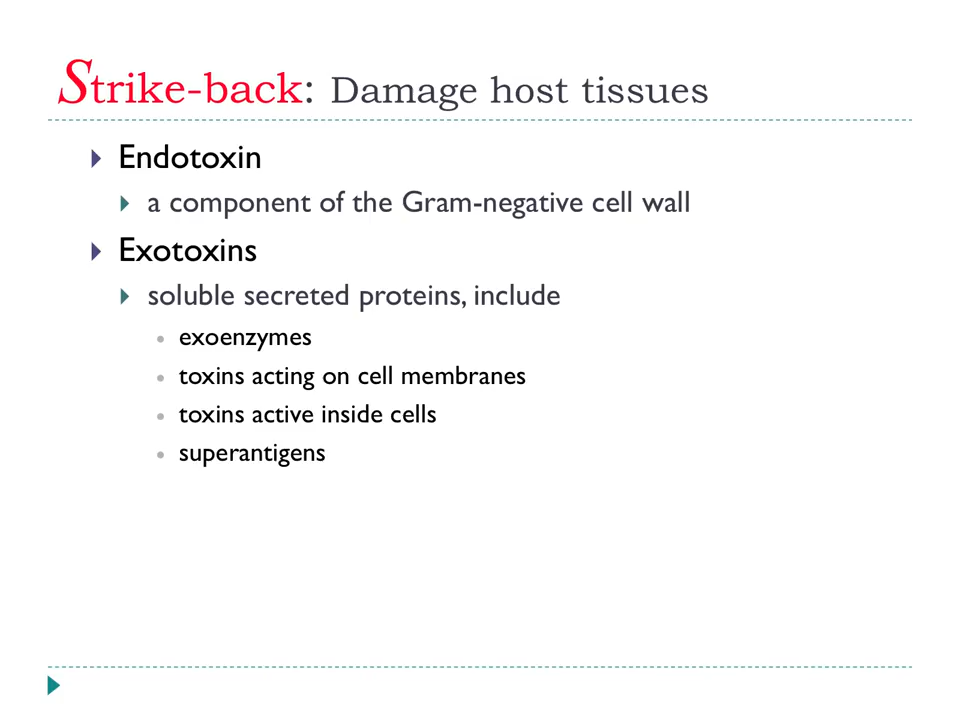 Strike-back: Damage host tissues
Endotoxin
a component of the Gram-negative cell wall
Exotoxins
soluble secreted proteins, include
exoenzymes
toxins acting on cell membranes
toxins active inside cells
superantigens